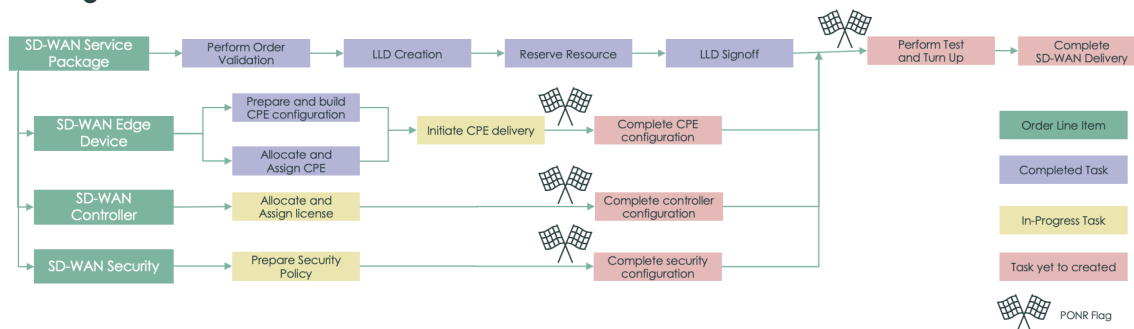 SD-WAN Service
Package
Perform Order
Validation
LLD Creation
Reserve Resource
LLD Signoff
Perform Test
and Turn Up
Complete
SD-WAN Delivery
SD-WAN Edge
Device
Prepare and build
CPE configuration
Allocate and
Assign CPE
Initiate CPE delivery
Complete CPE
configuration
SD-WAN
Controller
Allocate and
Assign license
Complete controller
configuration
SD-WAN Security
Prepare Security
Policy
Complete security
configuration
Order Line Item
Completed Task
In-Progress Task
Task yet to created
PONR Flag